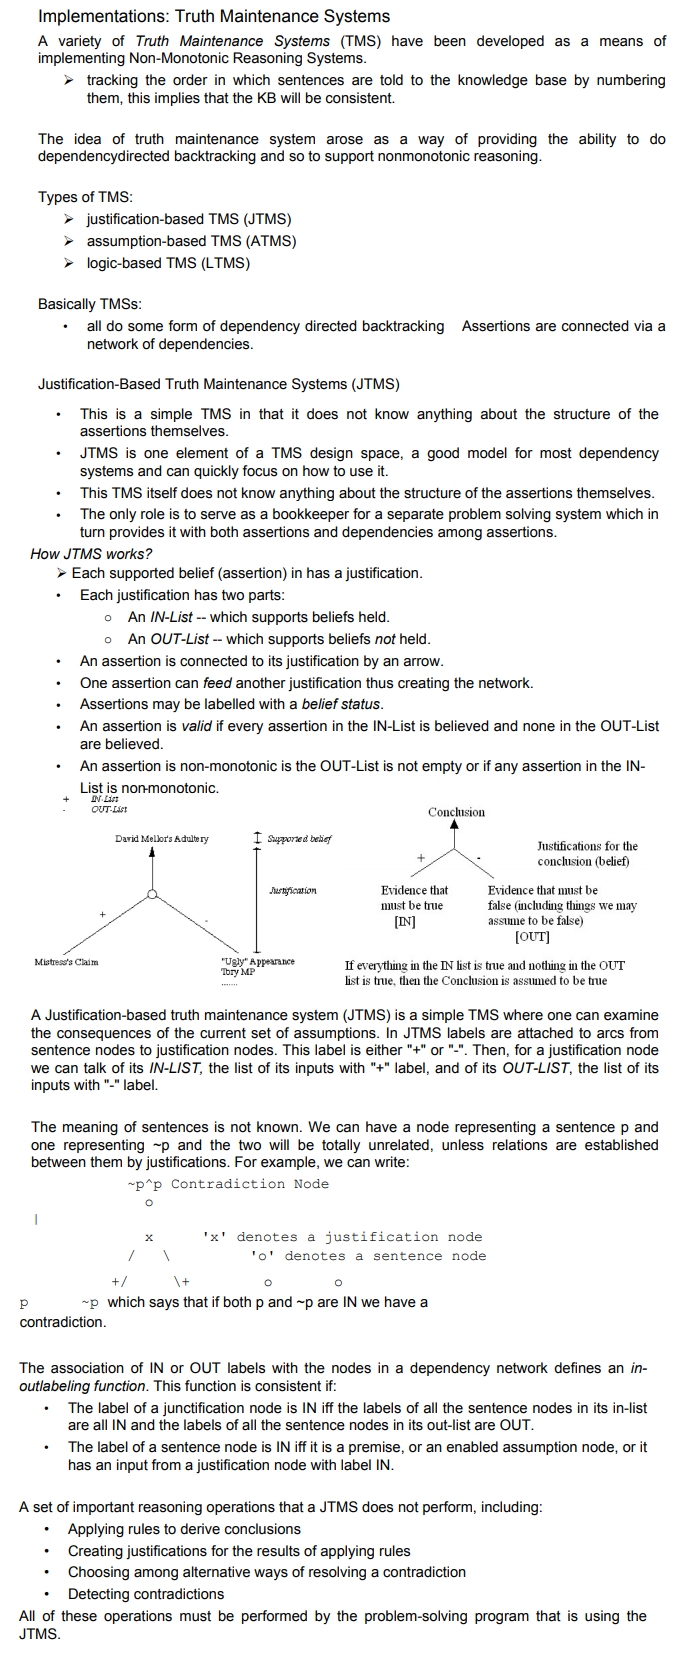 Implementations: Truth Maintenance Systems
A variety of Truth Maintenance Systems (TMS) have been developed as a means of
implementing Non-Monotonic Reasoning Systems.
➢ tracking the order in which sentences are told to the knowledge base by numbering
them, this implies that the KB will be consistent.
The idea of truth maintenance system arose as a way of providing the ability to do
dependencydirected backtracking and so to support nonmonotonic reasoning.
Types of TMS:
➢ justification-based TMS (JTMS)
➢ assumption-based TMS (ATMS)
➢ logic-based TMS (LTMS)
Basically TMSs:
• all do some form of dependency directed backtracking Assertions are connected via a
network of dependencies.
Justification-Based Truth Maintenance Systems (JTMS)
• This is a simple TMS in that it does not know anything about the structure of the
assertions themselves.
• JTMS is one element of a TMS design space, a good model for most dependency
systems and can quickly focus on how to use it.
• This TMS itself does not know anything about the structure of the assertions themselves.
• The only role is to serve as a bookkeeper for a separate problem solving system which in
turn provides it with both assertions and dependencies among assertions.
How JTMS works?
➢ Each supported belief (assertion) in has a justification.
• Each justification has two parts:
o An IN-List -- which supports beliefs held.
o An OUT-List -- which supports beliefs not held.
• An assertion is connected to its justification by an arrow.
• One assertion can feed another justification thus creating the network.
• Assertions may be labelled with a belief status.
• An assertion is valid if every assertion in the IN-List is believed and none in the OUT-List
are believed.
• An assertion is non-monotonic is the OUT-List is not empty or if any assertion in the IN-
List is non-monotonic.
+ IN-List
- OUT-List
David Mellor's Adultery
Supported belief
Justification
+
-
Mistress's Claim
"Ugly" Appearance
Tory MP
........
Conclusion
Justifications for the
conclusion (belief)
+
-
Evidence that
must be true
[IN]
Evidence that must be
false (including things we may
assume to be false)
[OUT]
If everything in the IN list is true and nothing in the OUT
list is true, then the Conclusion is assumed to be true
A Justification-based truth maintenance system (JTMS) is a simple TMS where one can examine
the consequences of the current set of assumptions. In JTMS labels are attached to arcs from
sentence nodes to justification nodes. This label is either "+" or "-". Then, for a justification node
we can talk of its IN-LIST, the list of its inputs with "+" label, and of its OUT-LIST, the list of its
inputs with "-" label.
The meaning of sentences is not known. We can have a node representing a sentence p and
one representing ~p and the two will be totally unrelated, unless relations are established
between them by justifications. For example, we can write:
~p^p Contradiction Node
o
|
x 'x' denotes a justification node
/ \ 'o' denotes a sentence node
+/ \+ o o
p ~p which says that if both p and ~p are IN we have a
contradiction.
The association of IN or OUT labels with the nodes in a dependency network defines an in-
outlabeling function. This function is consistent if:
• The label of a junctification node is IN iff the labels of all the sentence nodes in its in-list
are all IN and the labels of all the sentence nodes in its out-list are OUT.
• The label of a sentence node is IN iff it is a premise, or an enabled assumption node, or it
has an input from a justification node with label IN.
A set of important reasoning operations that a JTMS does not perform, including:
• Applying rules to derive conclusions
• Creating justifications for the results of applying rules
• Choosing among alternative ways of resolving a contradiction
• Detecting contradictions
All of these operations must be performed by the problem-solving program that is using the
JTMS.